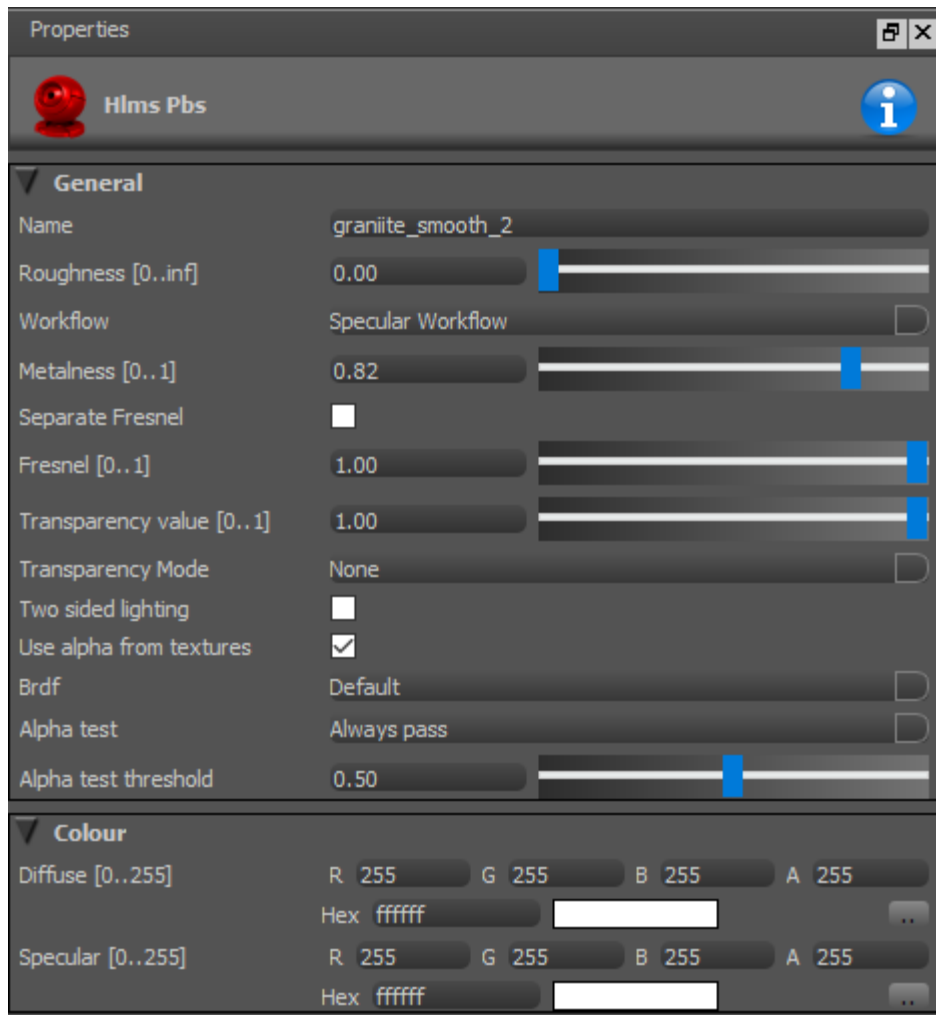 Properties
Hlms Pbs
General
Name graniite_smooth_2
Roughness [0..inf] 0.00
Workflow Specular Workflow
Metalness [0..1] 0.82
Separate Fresnel
Fresnel [0..1] 1.00
Transparency value [0..1] 1.00
Transparency Mode None
Two sided lighting
Use alpha from textures
Brdf Default
Alpha test Always pass
Alpha test threshold 0.50
Colour
Diffuse [0..255] R 255 G 255 B 255 A 255
Hex ffffff ..
Specular [0..255] R 255 G 255 B 255 A 255
Hex ffffff ..